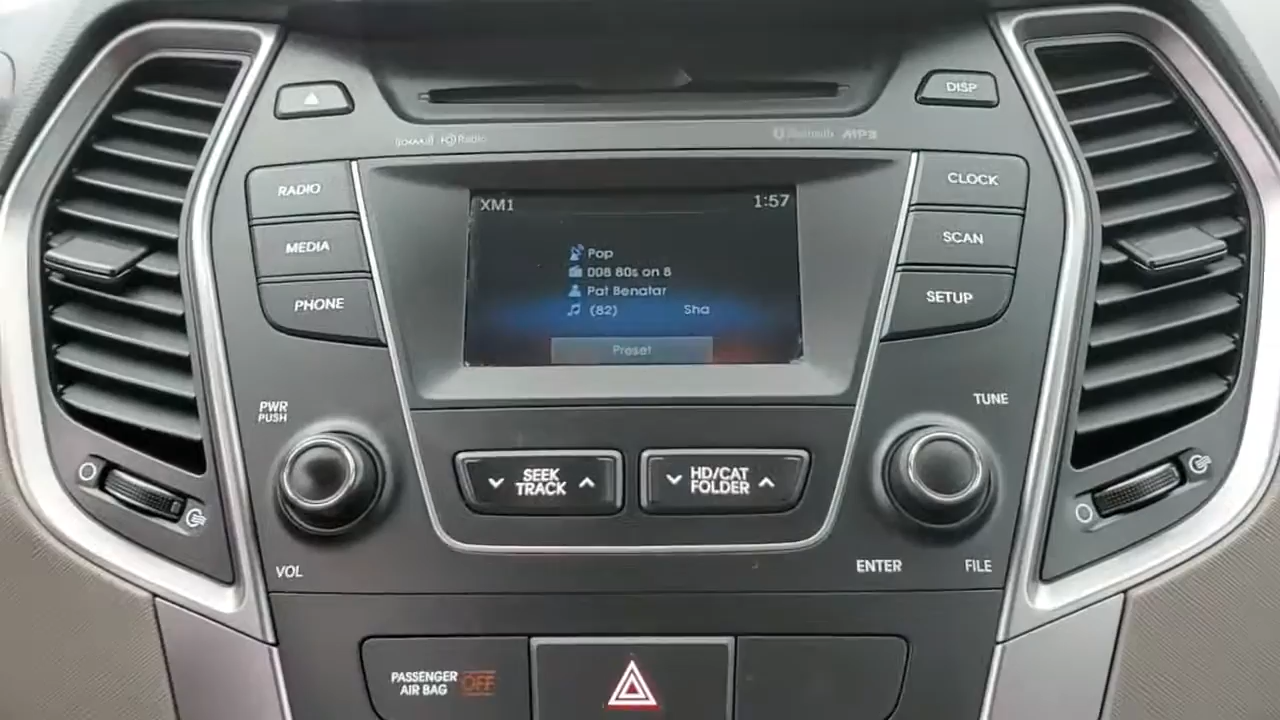 DISP
((SiriusXM)) HD Radio
Bluetooth MP3
RADIO
CLOCK
XM1 1:57
MEDIA
SCAN
Pop
008 80s on 8
PHONE
SETUP
Pat Benatar
(82) Sha
Preset
PWR
PUSH
TUNE
SEEK
TRACK
HD/CAT
FOLDER
VOL
ENTER
FILE
PASSENGER
AIR BAG OFF